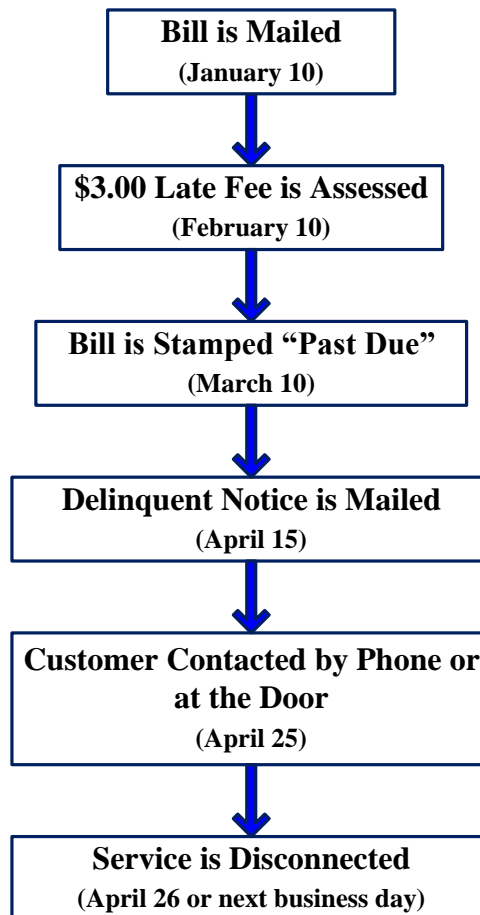 Bill is Mailed
(January 10)
$3.00 Late Fee is Assessed
(February 10)
Bill is Stamped “Past Due”
(March 10)
Delinquent Notice is Mailed
(April 15)
Customer Contacted by Phone or
at the Door
(April 25)
Service is Disconnected
(April 26 or next business day)